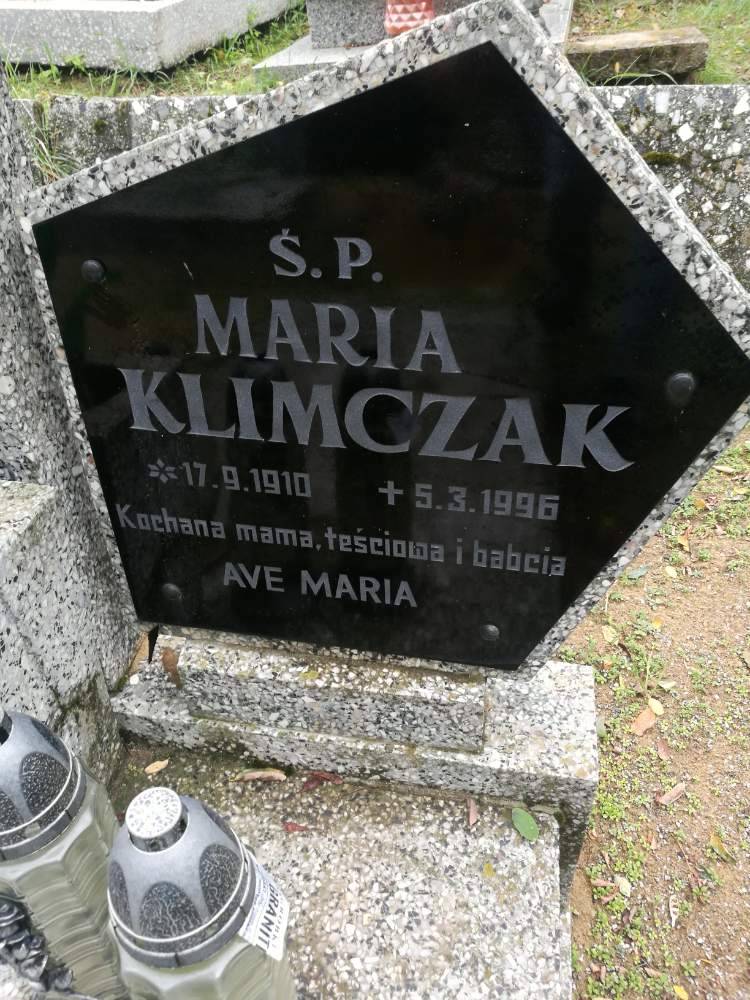 Ś.P.
MARIA
KLIMCZAK
* 17.9.1910 + 5.3.1996
Kochana mama, teściowa i babcia
AVE MARIA